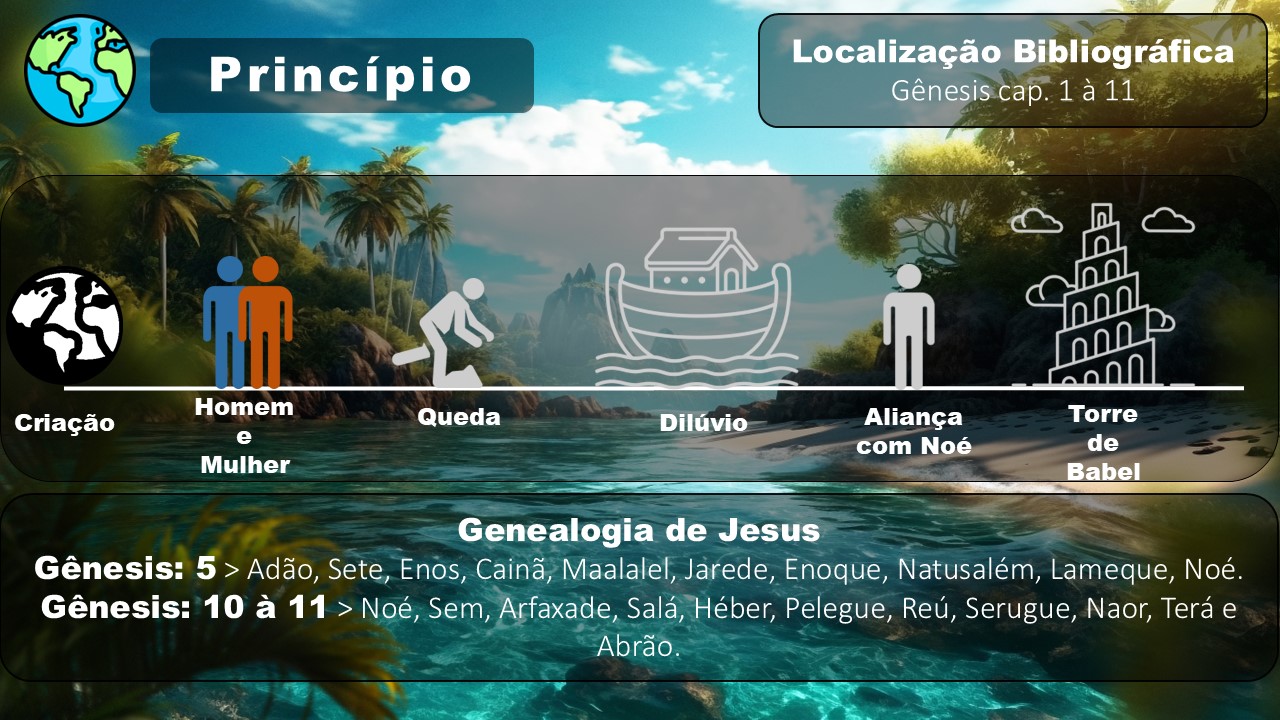 Princípio
Localização Bibliográfica
Gênesis cap. 1 à 11
Criação
Homem
e
Mulher
Queda
Dilúvio
Aliança
com Noé
Torre
de
Babel
Genealogia de Jesus
Gênesis: 5 > Adão, Sete, Enos, Cainã, Maalalel, Jarede, Enoque, Natusalém, Lameque, Noé.
Gênesis: 10 à 11 > Noé, Sem, Arfaxade, Salá, Héber, Pelegue, Reú, Serugue, Naor, Terá e
Abrão.